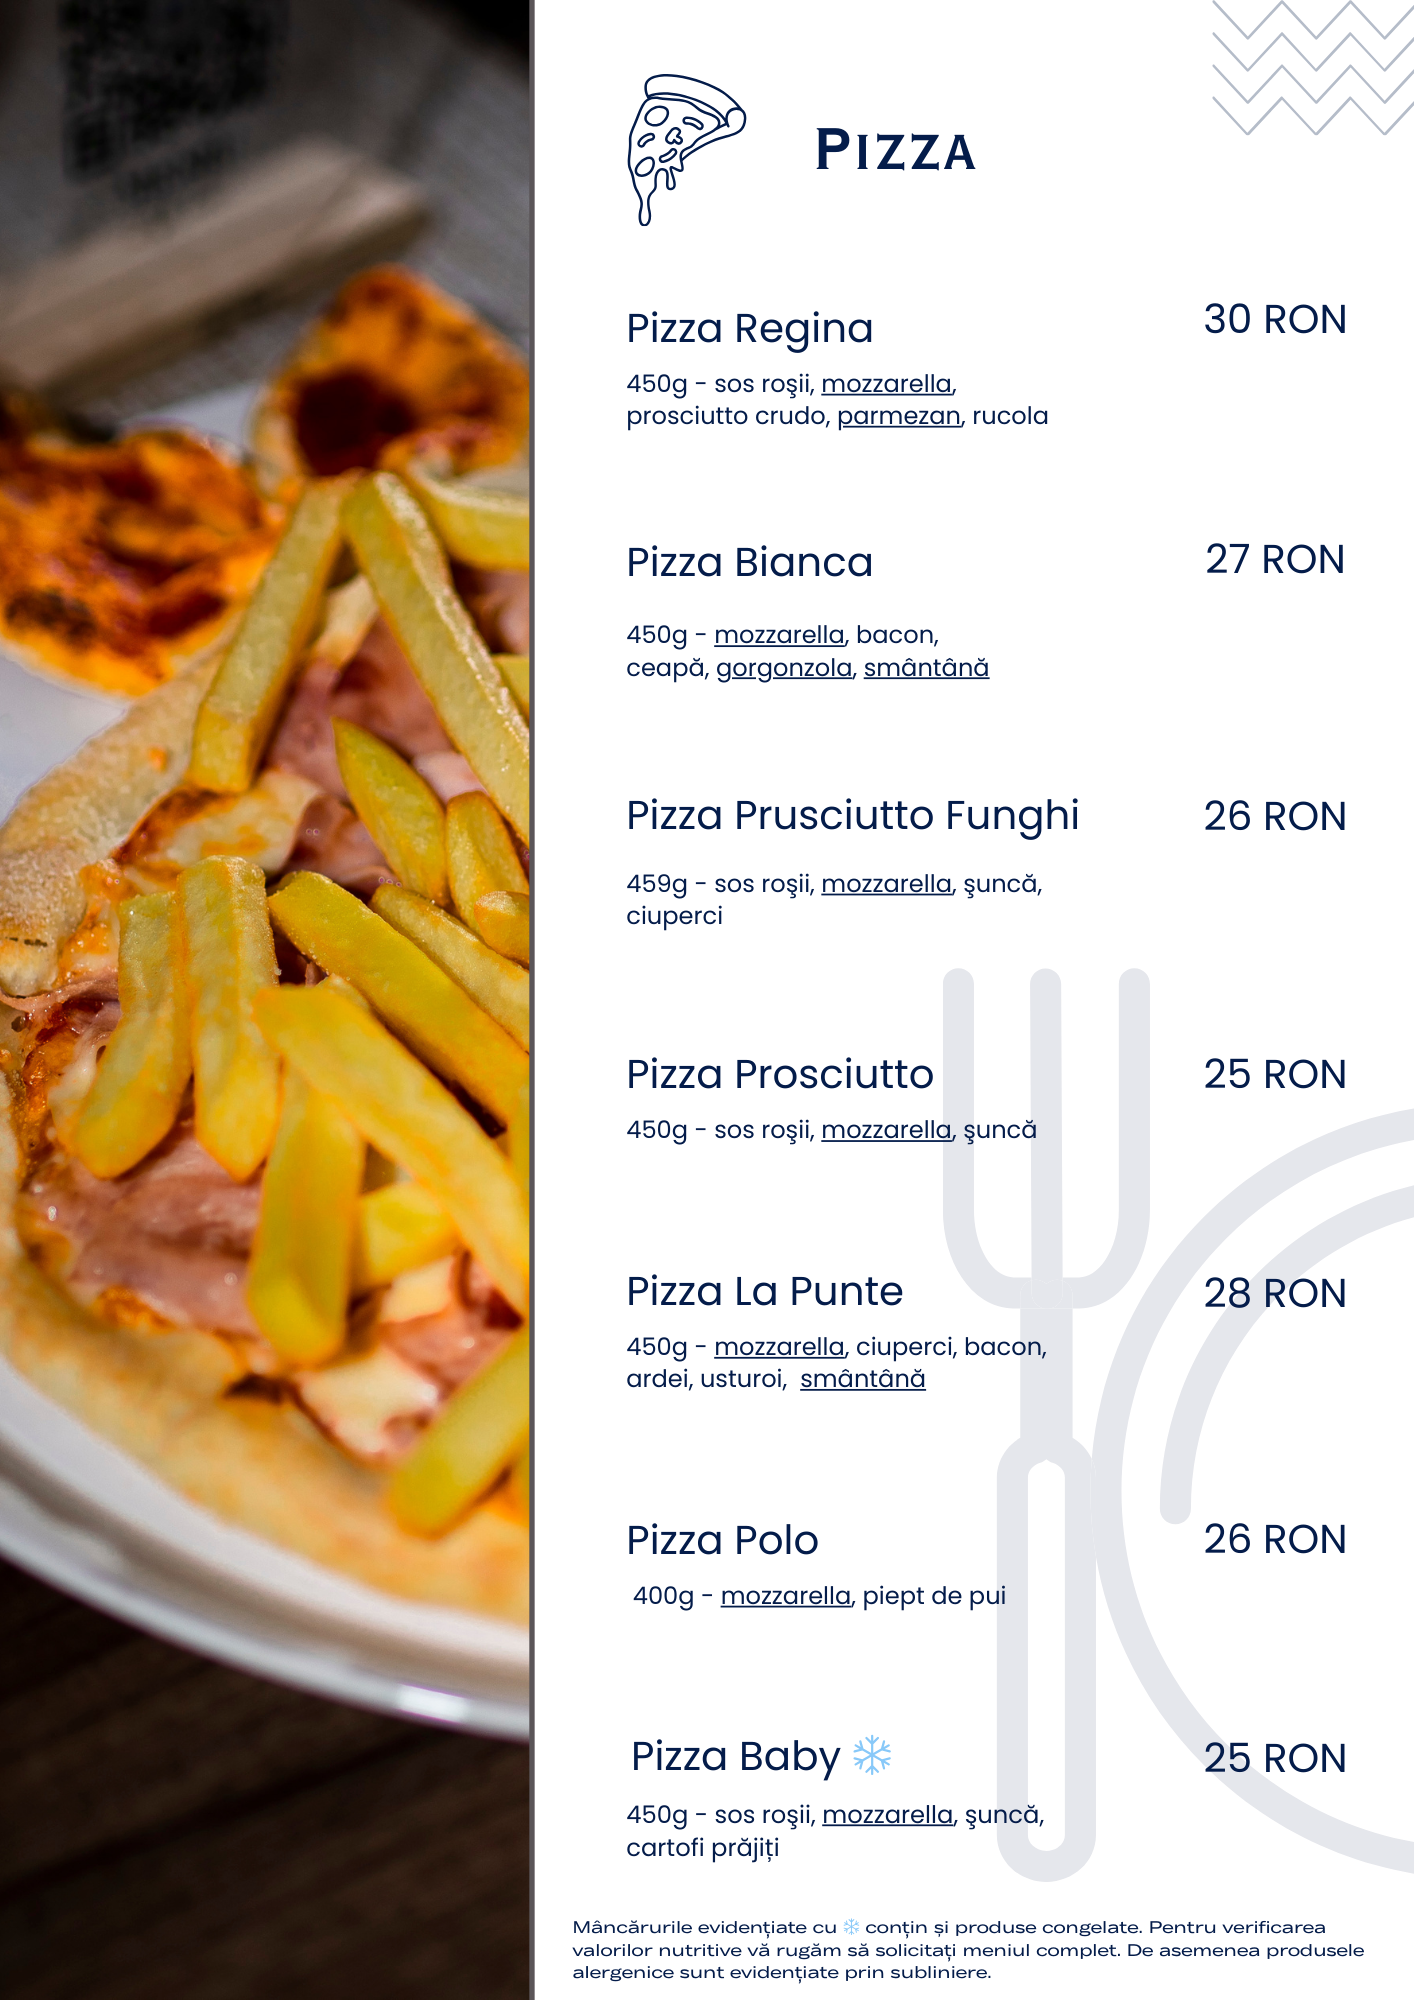 PIZZA
Pizza Regina
30 RON
450g - sos roşii, mozzarella,
prosciutto crudo, parmezan, rucola
Pizza Bianca
27 RON
450g - mozzarella, bacon,
ceapă, gorgonzola, smântână
Pizza Prusciutto Funghi
26 RON
459g - sos roşii, mozzarella, şuncă,
ciuperci
Pizza Prosciutto
25 RON
450g - sos roşii, mozzarella, şuncă
Pizza La Punte
28 RON
450g - mozzarella, ciuperci, bacon,
ardei, usturoi, smântână
Pizza Polo
26 RON
400g - mozzarella, piept de pui
Pizza Baby ❄
25 RON
450g - sos roşii, mozzarella, şuncă,
cartofi prăjiți
Mâncărurile evidențiate cu ❄ conțin și produse congelate. Pentru verificarea
valorilor nutritive vă rugăm să solicitați meniul complet. De asemenea produsele
alergenice sunt evidențiate prin subliniere.